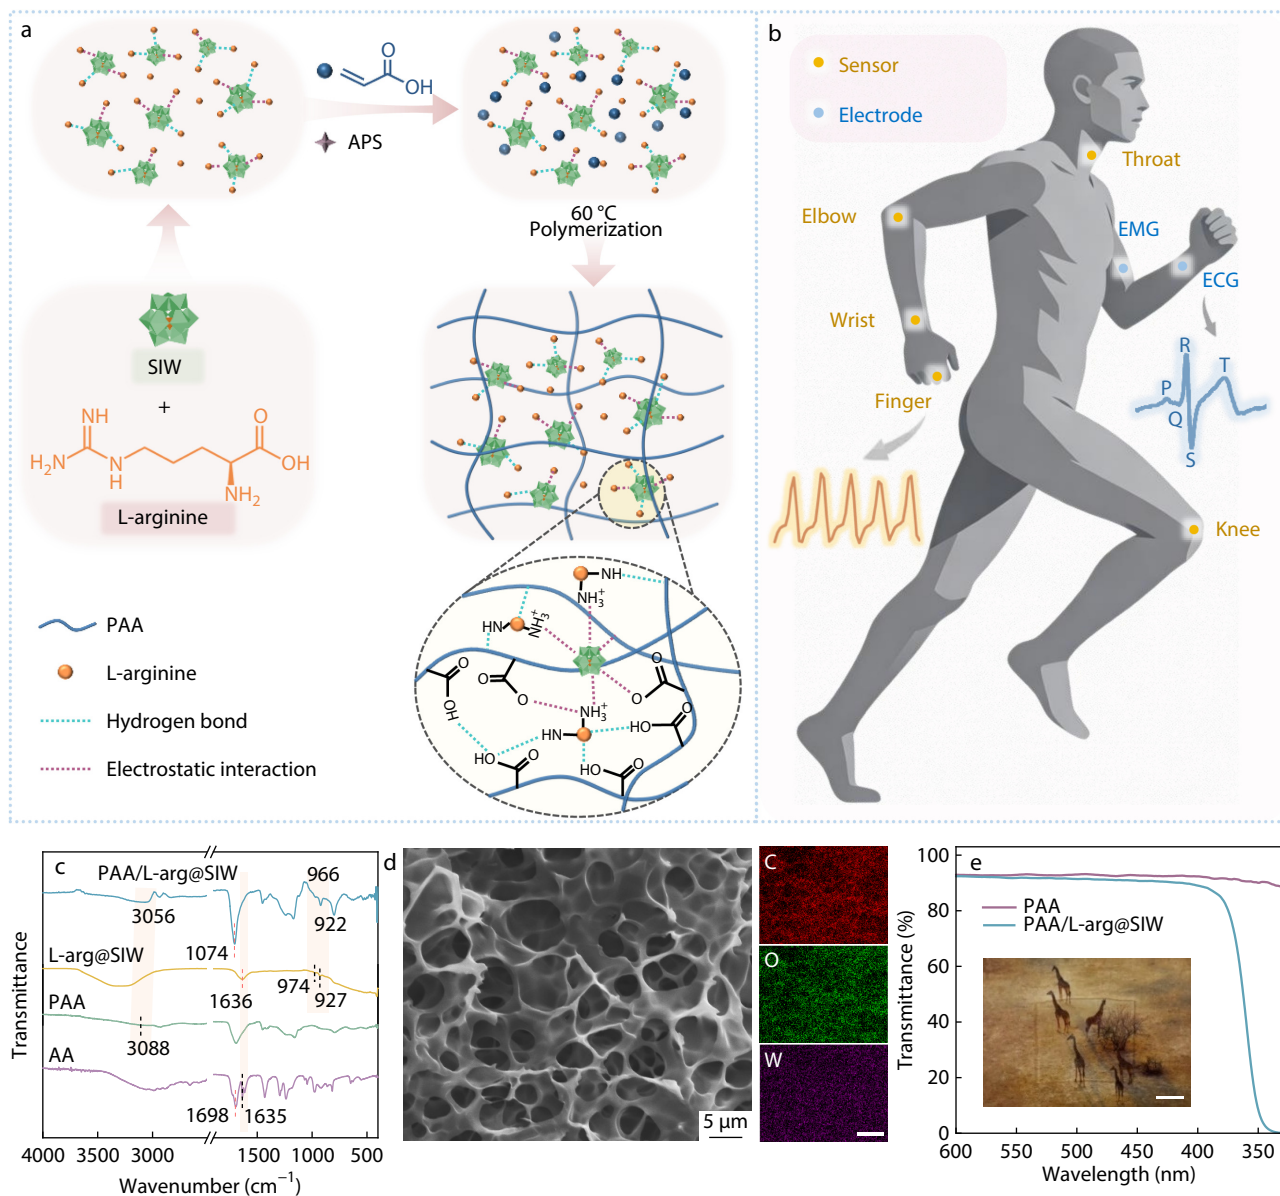 a
O
OH
APS
60 °C
Polymerization
SIW
+
NH
H₂N
N
H
O
OH
NH₂
L-arginine
PAA
L-arginine
Hydrogen bond
Electrostatic interaction
NH
NH₃⁺
HN
NH₃⁺
O
OH
O
O
O
O
NH₃⁺
HN
HO
O
HO
O
HO
O
b
Sensor
Electrode
Throat
Elbow
EMG
ECG
Wrist
Finger
R
P
T
Q
S
Knee
c
PAA/L-arg@SIW
966
3056
922
1074
L-arg@SIW
974
1636
927
PAA
3088
AA
1698
1635
Transmittance
4000
3500
3000
1500
1000
500
Wavenumber (cm⁻¹)
d
5 μm
C
O
W
e
PAA
PAA/L-arg@SIW
Transmittance (%)
100
80
60
40
20
0
600
550
500
450
400
350
Wavelength (nm)